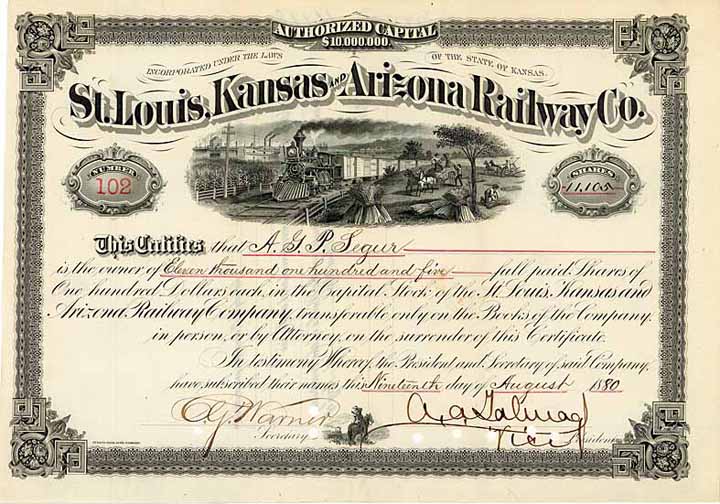 AUTHORIZED CAPITAL
$10.000.000.
INCORPORATED UNDER THE LAWS OF THE STATE OF KANSAS.
St. Louis, Kansas AND Arizona Railway Co.
NUMBER
102
SHARES
11,105
This Certifies that A. G. P. Segur
is the owner of Eleven thousand one hundred and five full paid Shares of
One hundred Dollars each, in the Capital Stock of the St. Louis, Kansas and
Arizona Railway Company, transferable only on the Books of the Company,
in person, or by Attorney, on the surrender of this Certificate.
In testimony Whereof, the President and Secretary of said Company,
have subscribed their names this Nineteenth day of August 1880
Warner
Secretary
Vice President